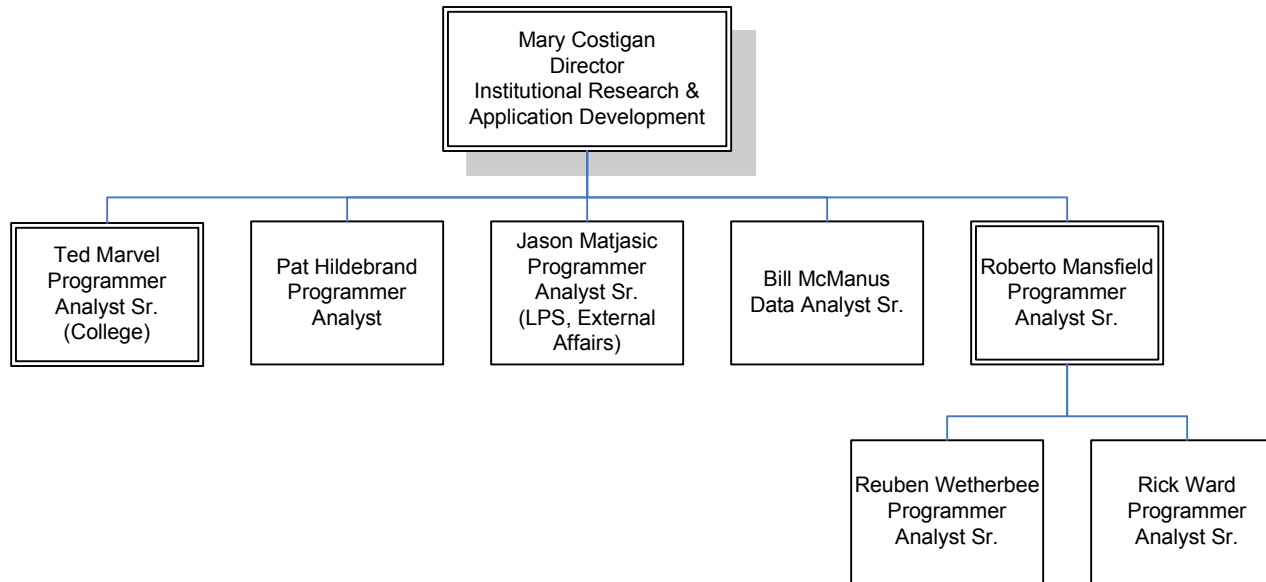 Mary Costigan
Director
Institutional Research &
Application Development
Ted Marvel
Programmer
Analyst Sr.
(College)
Pat Hildebrand
Programmer
Analyst
Jason Matjasic
Programmer
Analyst Sr.
(LPS, External
Affairs)
Bill McManus
Data Analyst Sr.
Roberto Mansfield
Programmer
Analyst Sr.
Reuben Wetherbee
Programmer
Analyst Sr.
Rick Ward
Programmer
Analyst Sr.